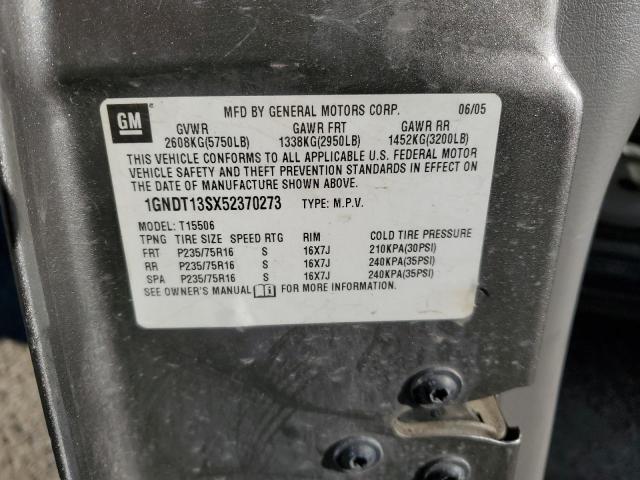 GM
MFD BY GENERAL MOTORS CORP. 06/05
GVWR GAWR FRT GAWR RR
2608KG(5750LB) 1338KG(2950LB) 1452KG(3200LB)
THIS VEHICLE CONFORMS TO ALL APPLICABLE U.S. FEDERAL MOTOR
VEHICLE SAFETY AND THEFT PREVENTION STANDARDS IN EFFECT ON
THE DATE OF MANUFACTURE SHOWN ABOVE.
1GNDT13SX52370273 TYPE: M.P.V.
MODEL: T15506
TPNG TIRE SIZE SPEED RTG RIM COLD TIRE PRESSURE
FRT P235/75R16 S 16X7J 210KPA(30PSI)
RR P235/75R16 S 16X7J 240KPA(35PSI)
SPA P235/75R16 S 16X7J 240KPA(35PSI)
SEE OWNER'S MANUAL FOR MORE INFORMATION.